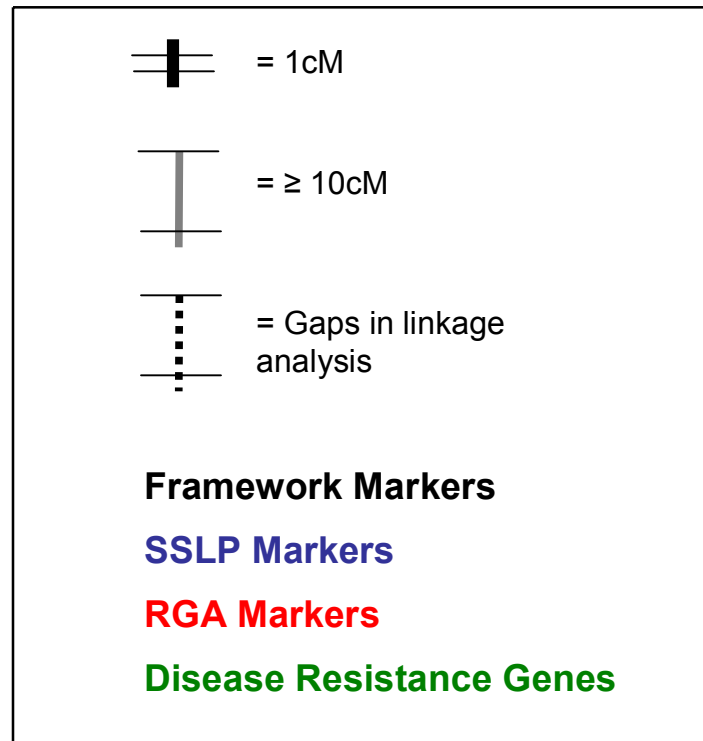 = 1cM
= ≥ 10cM
= Gaps in linkage
analysis
Framework Markers
SSLP Markers
RGA Markers
Disease Resistance Genes